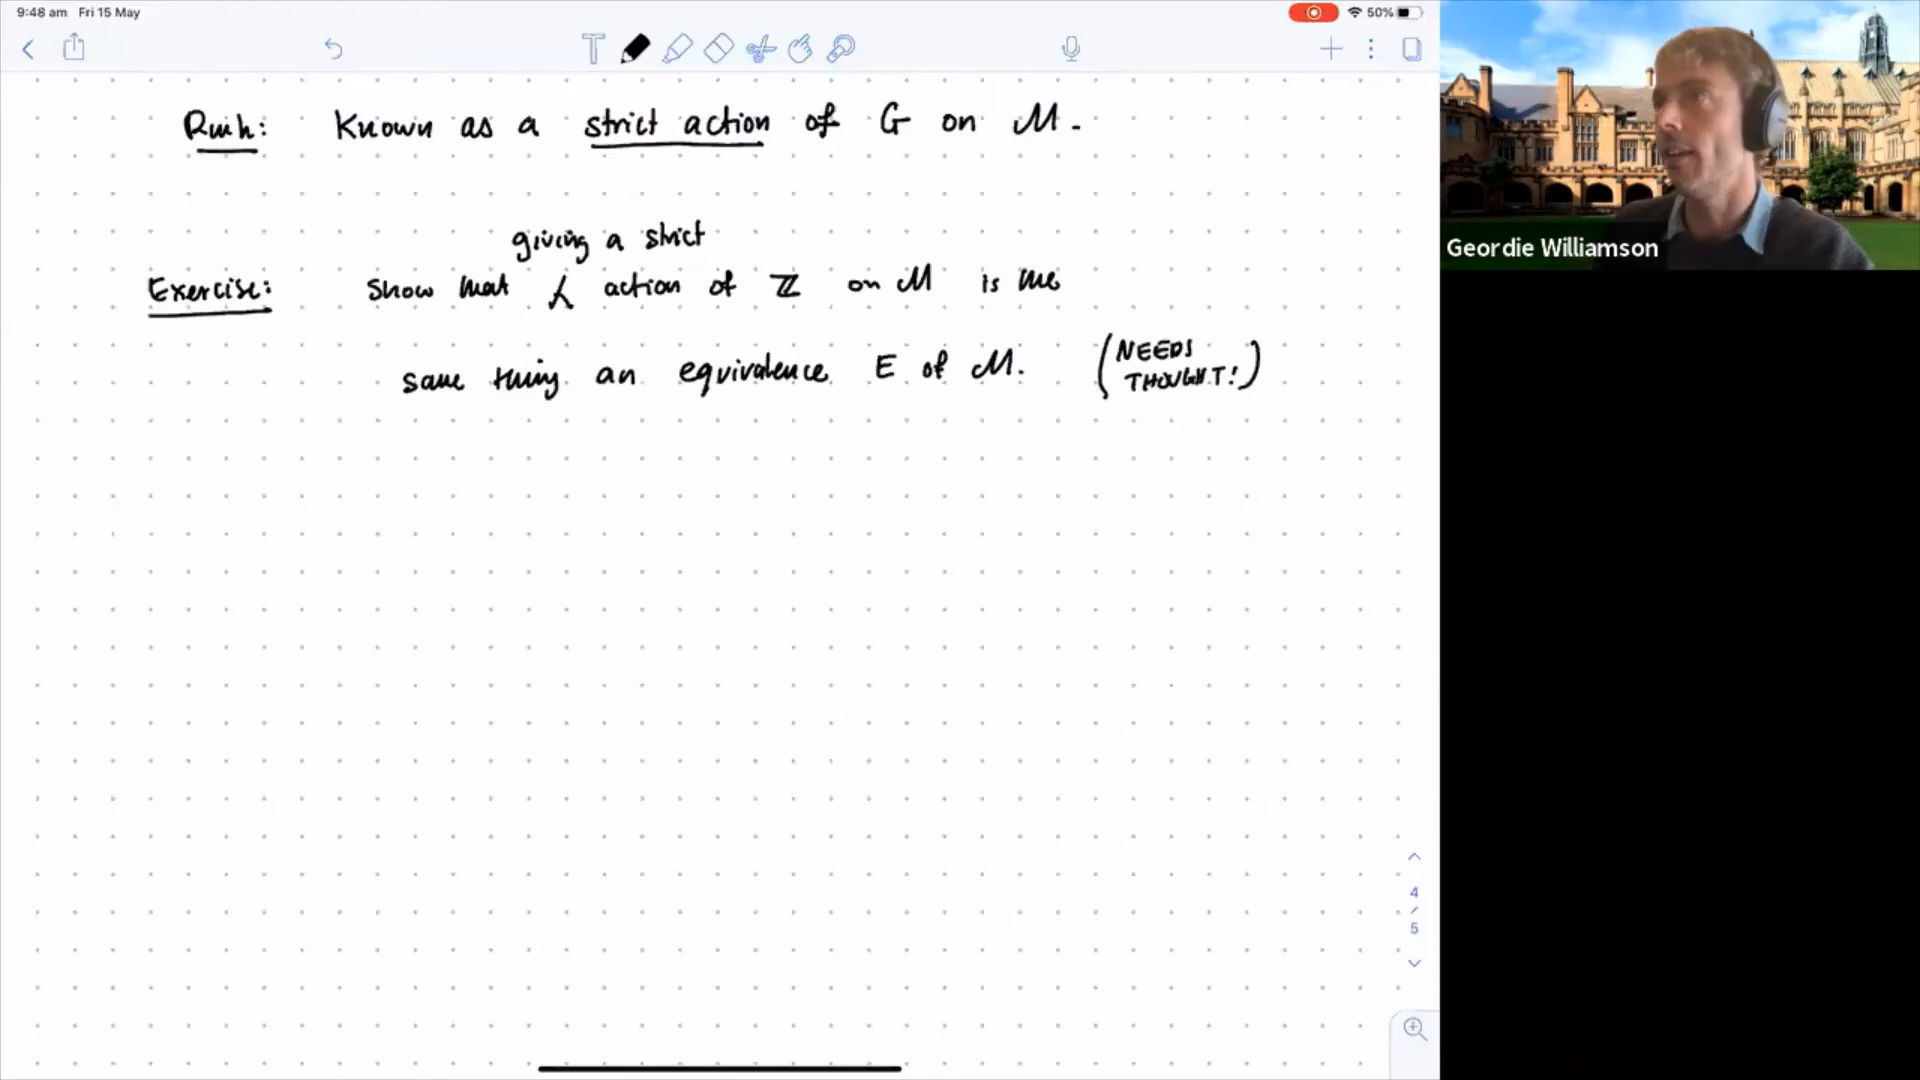 9:48 am Fri 15 May
50%
Rmk: Known as a strict action of G on M.
giving a strict
Exercise: Show that action of ℤ on M is the
same thing an equivalence E of M. (NEEDS THOUGHT!)
Geordie Williamson
4
/
5